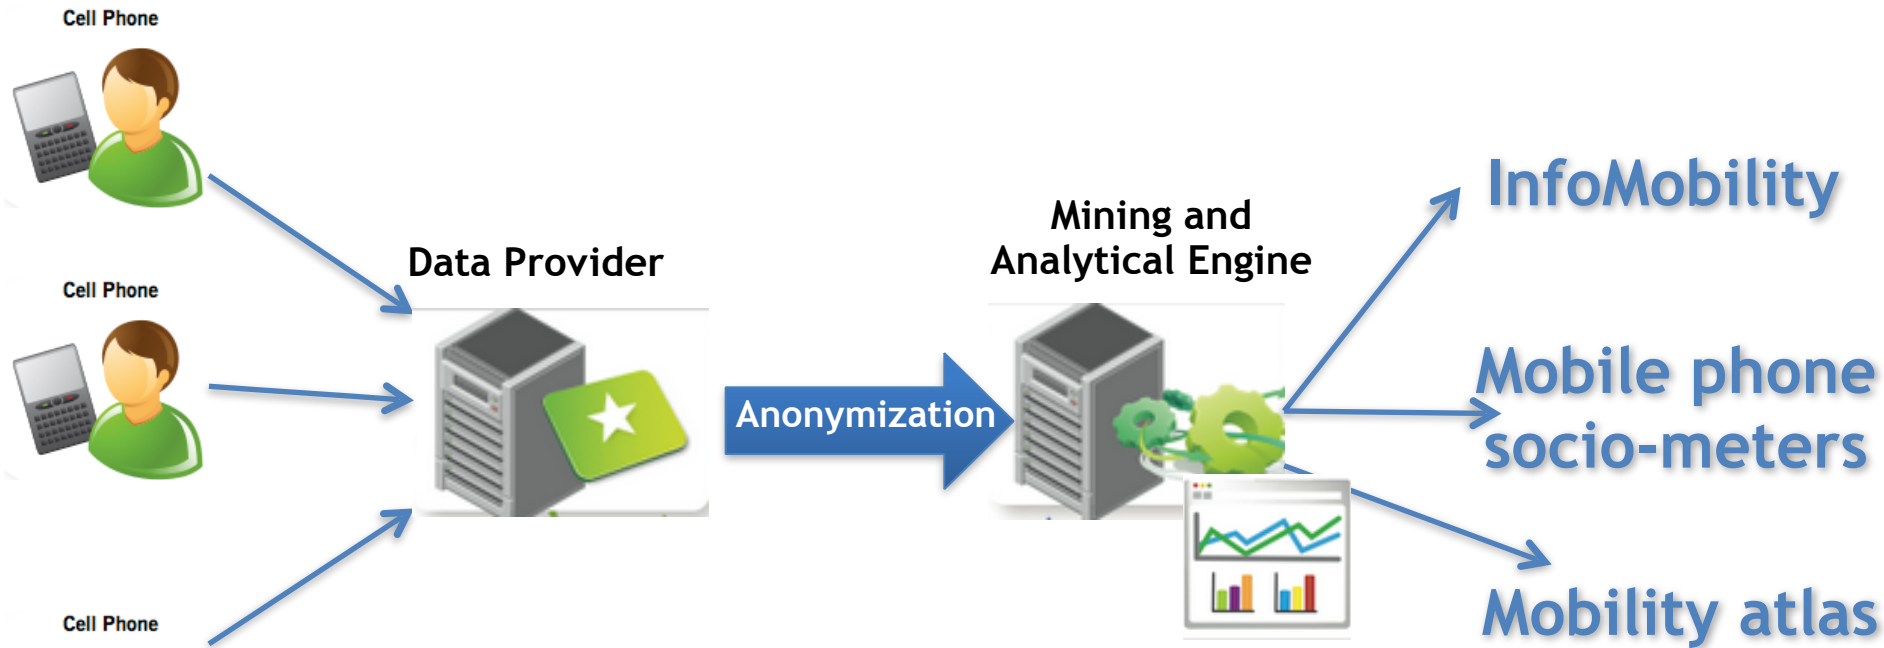 Cell Phone
Cell Phone
Cell Phone
Data Provider
Anonymization
Mining and
Analytical Engine
InfoMobility
Mobile phone
socio-meters
Mobility atlas